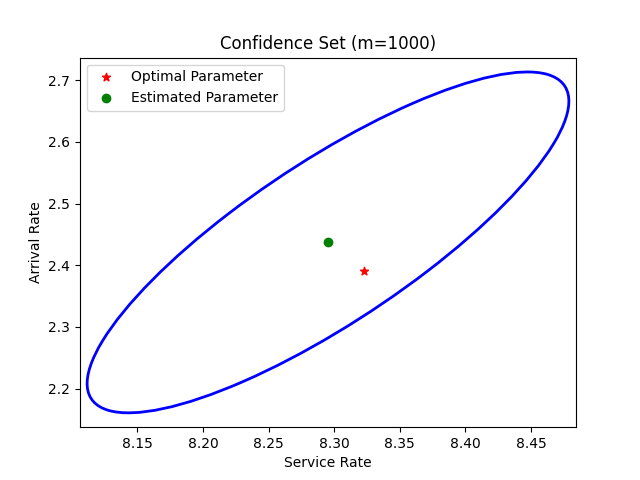 Confidence Set (m=1000)
Optimal Parameter
Estimated Parameter
Arrival Rate
2.7
2.6
2.5
2.4
2.3
2.2
8.15 8.20 8.25 8.30 8.35 8.40 8.45
Service Rate